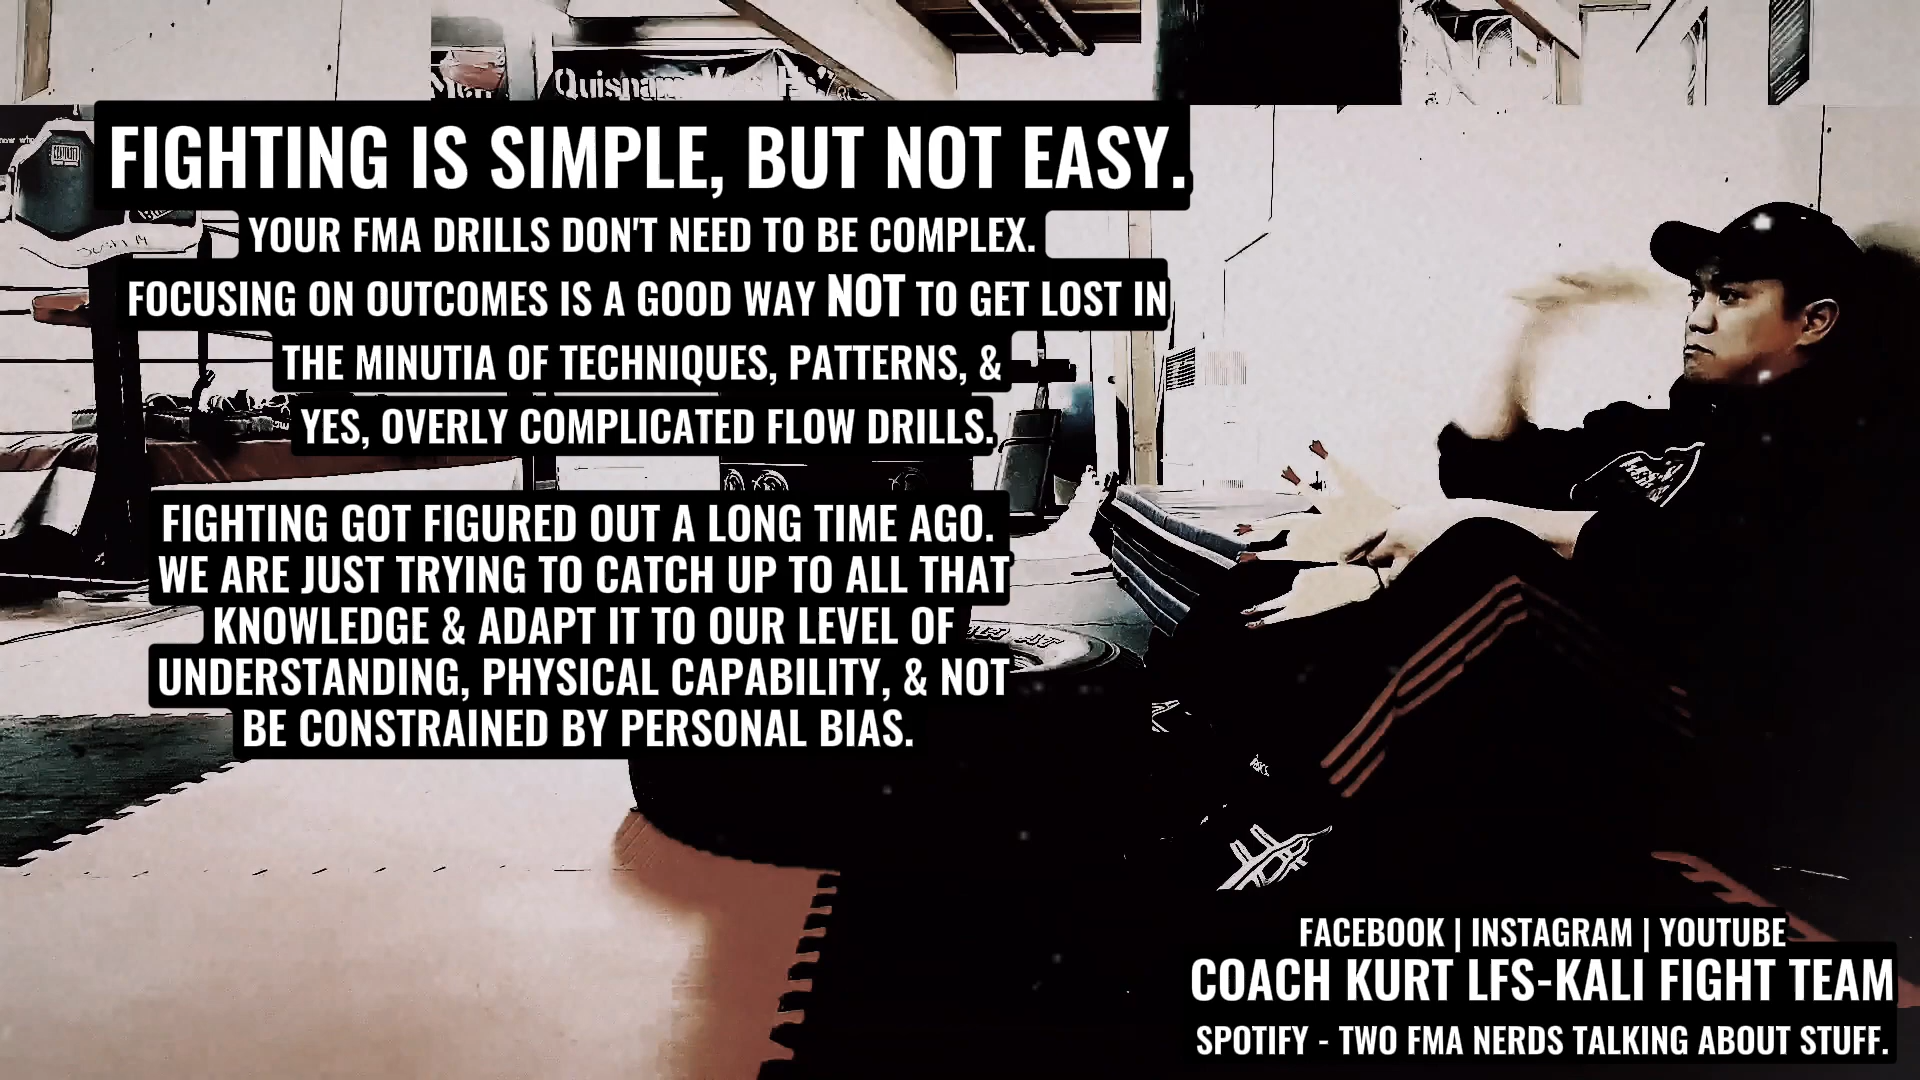 FIGHTING IS SIMPLE, BUT NOT EASY.
YOUR FMA DRILLS DON'T NEED TO BE COMPLEX.
FOCUSING ON OUTCOMES IS A GOOD WAY NOT TO GET LOST IN
THE MINUTIA OF TECHNIQUES, PATTERNS, &
YES, OVERLY COMPLICATED FLOW DRILLS.
FIGHTING GOT FIGURED OUT A LONG TIME AGO.
WE ARE JUST TRYING TO CATCH UP TO ALL THAT
KNOWLEDGE & ADAPT IT TO OUR LEVEL OF
UNDERSTANDING, PHYSICAL CAPABILITY, & NOT
BE CONSTRAINED BY PERSONAL BIAS.
FACEBOOK | INSTAGRAM | YOUTUBE
COACH KURT LFS-KALI FIGHT TEAM
SPOTIFY - TWO FMA NERDS TALKING ABOUT STUFF.